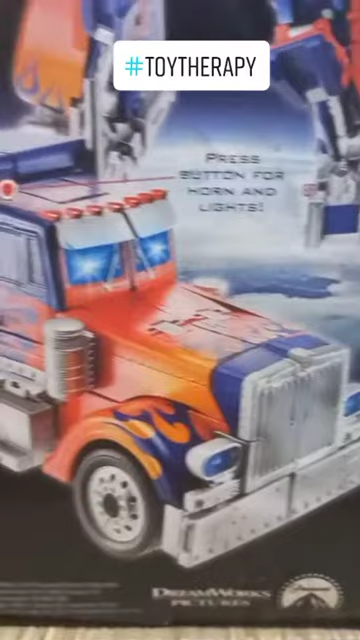 #TOYTHERAPY
PRESS
BUTTON FOR
HORN AND
LIGHTS!
DREAMWORKS
PICTURES